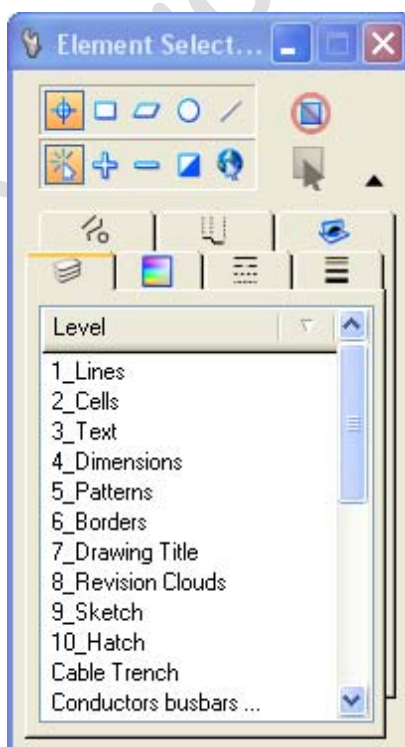 Element Select...
Level
1_Lines
2_Cells
3_Text
4_Dimensions
5_Patterns
6_Borders
7_Drawing Title
8_Revision Clouds
9_Sketch
10_Hatch
Cable Trench
Conductors busbars ...